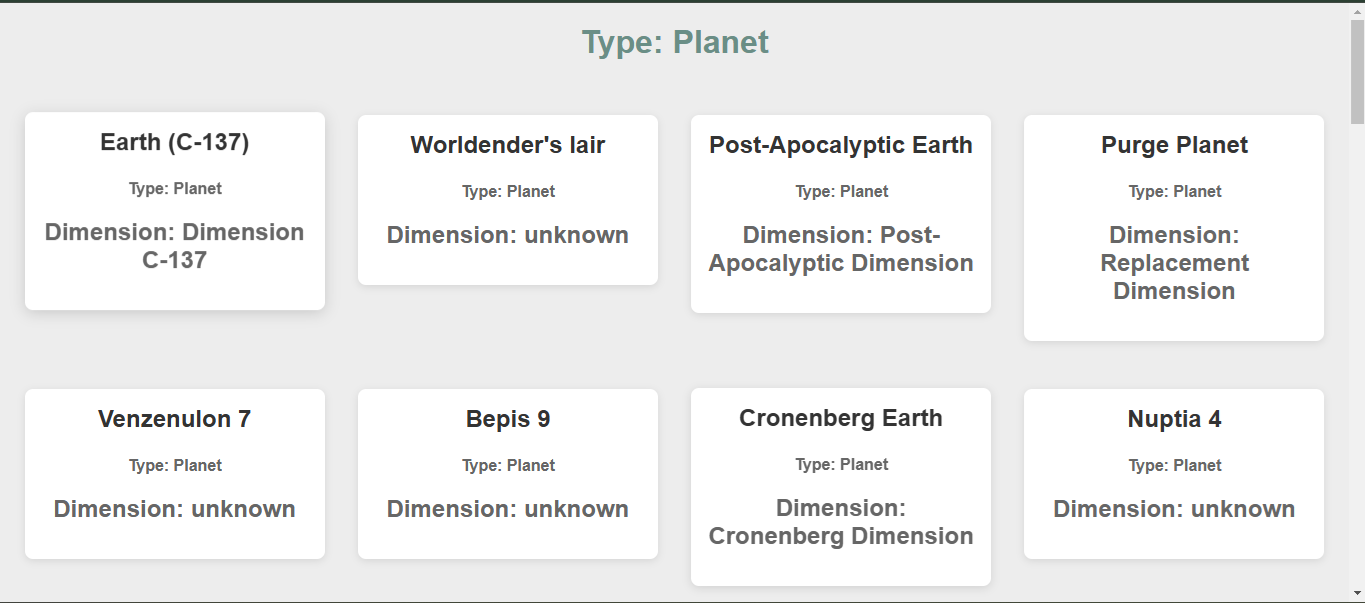 Type: Planet
Earth (C-137)
Type: Planet
Dimension: Dimension
C-137
Worldender's lair
Type: Planet
Dimension: unknown
Post-Apocalyptic Earth
Type: Planet
Dimension: Post-
Apocalyptic Dimension
Purge Planet
Type: Planet
Dimension:
Replacement
Dimension
Venzenulon 7
Type: Planet
Dimension: unknown
Bepis 9
Type: Planet
Dimension: unknown
Cronenberg Earth
Type: Planet
Dimension:
Cronenberg Dimension
Nuptia 4
Type: Planet
Dimension: unknown